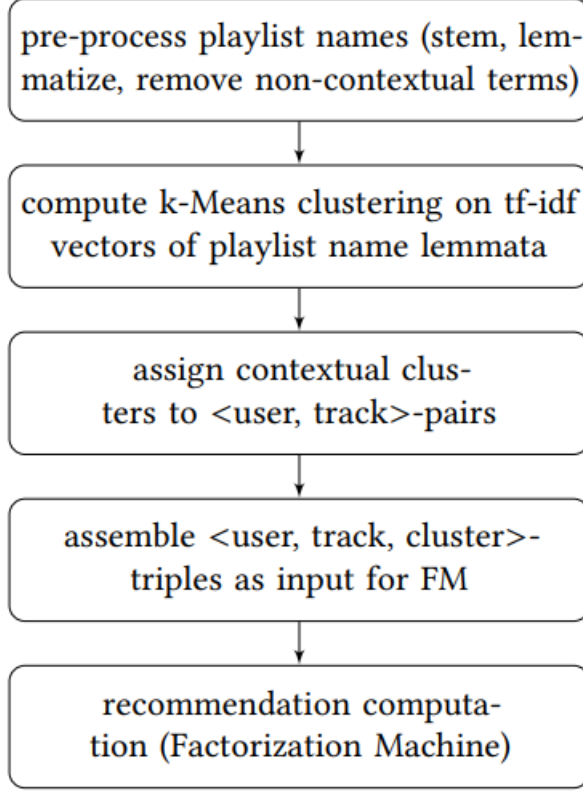 pre-process playlist names (stem, lem-
matize, remove non-contextual terms)
compute k-Means clustering on tf-idf
vectors of playlist name lemmata
assign contextual clus-
ters to <user, track>-pairs
assemble <user, track, cluster>-
triples as input for FM
recommendation computa-
tion (Factorization Machine)